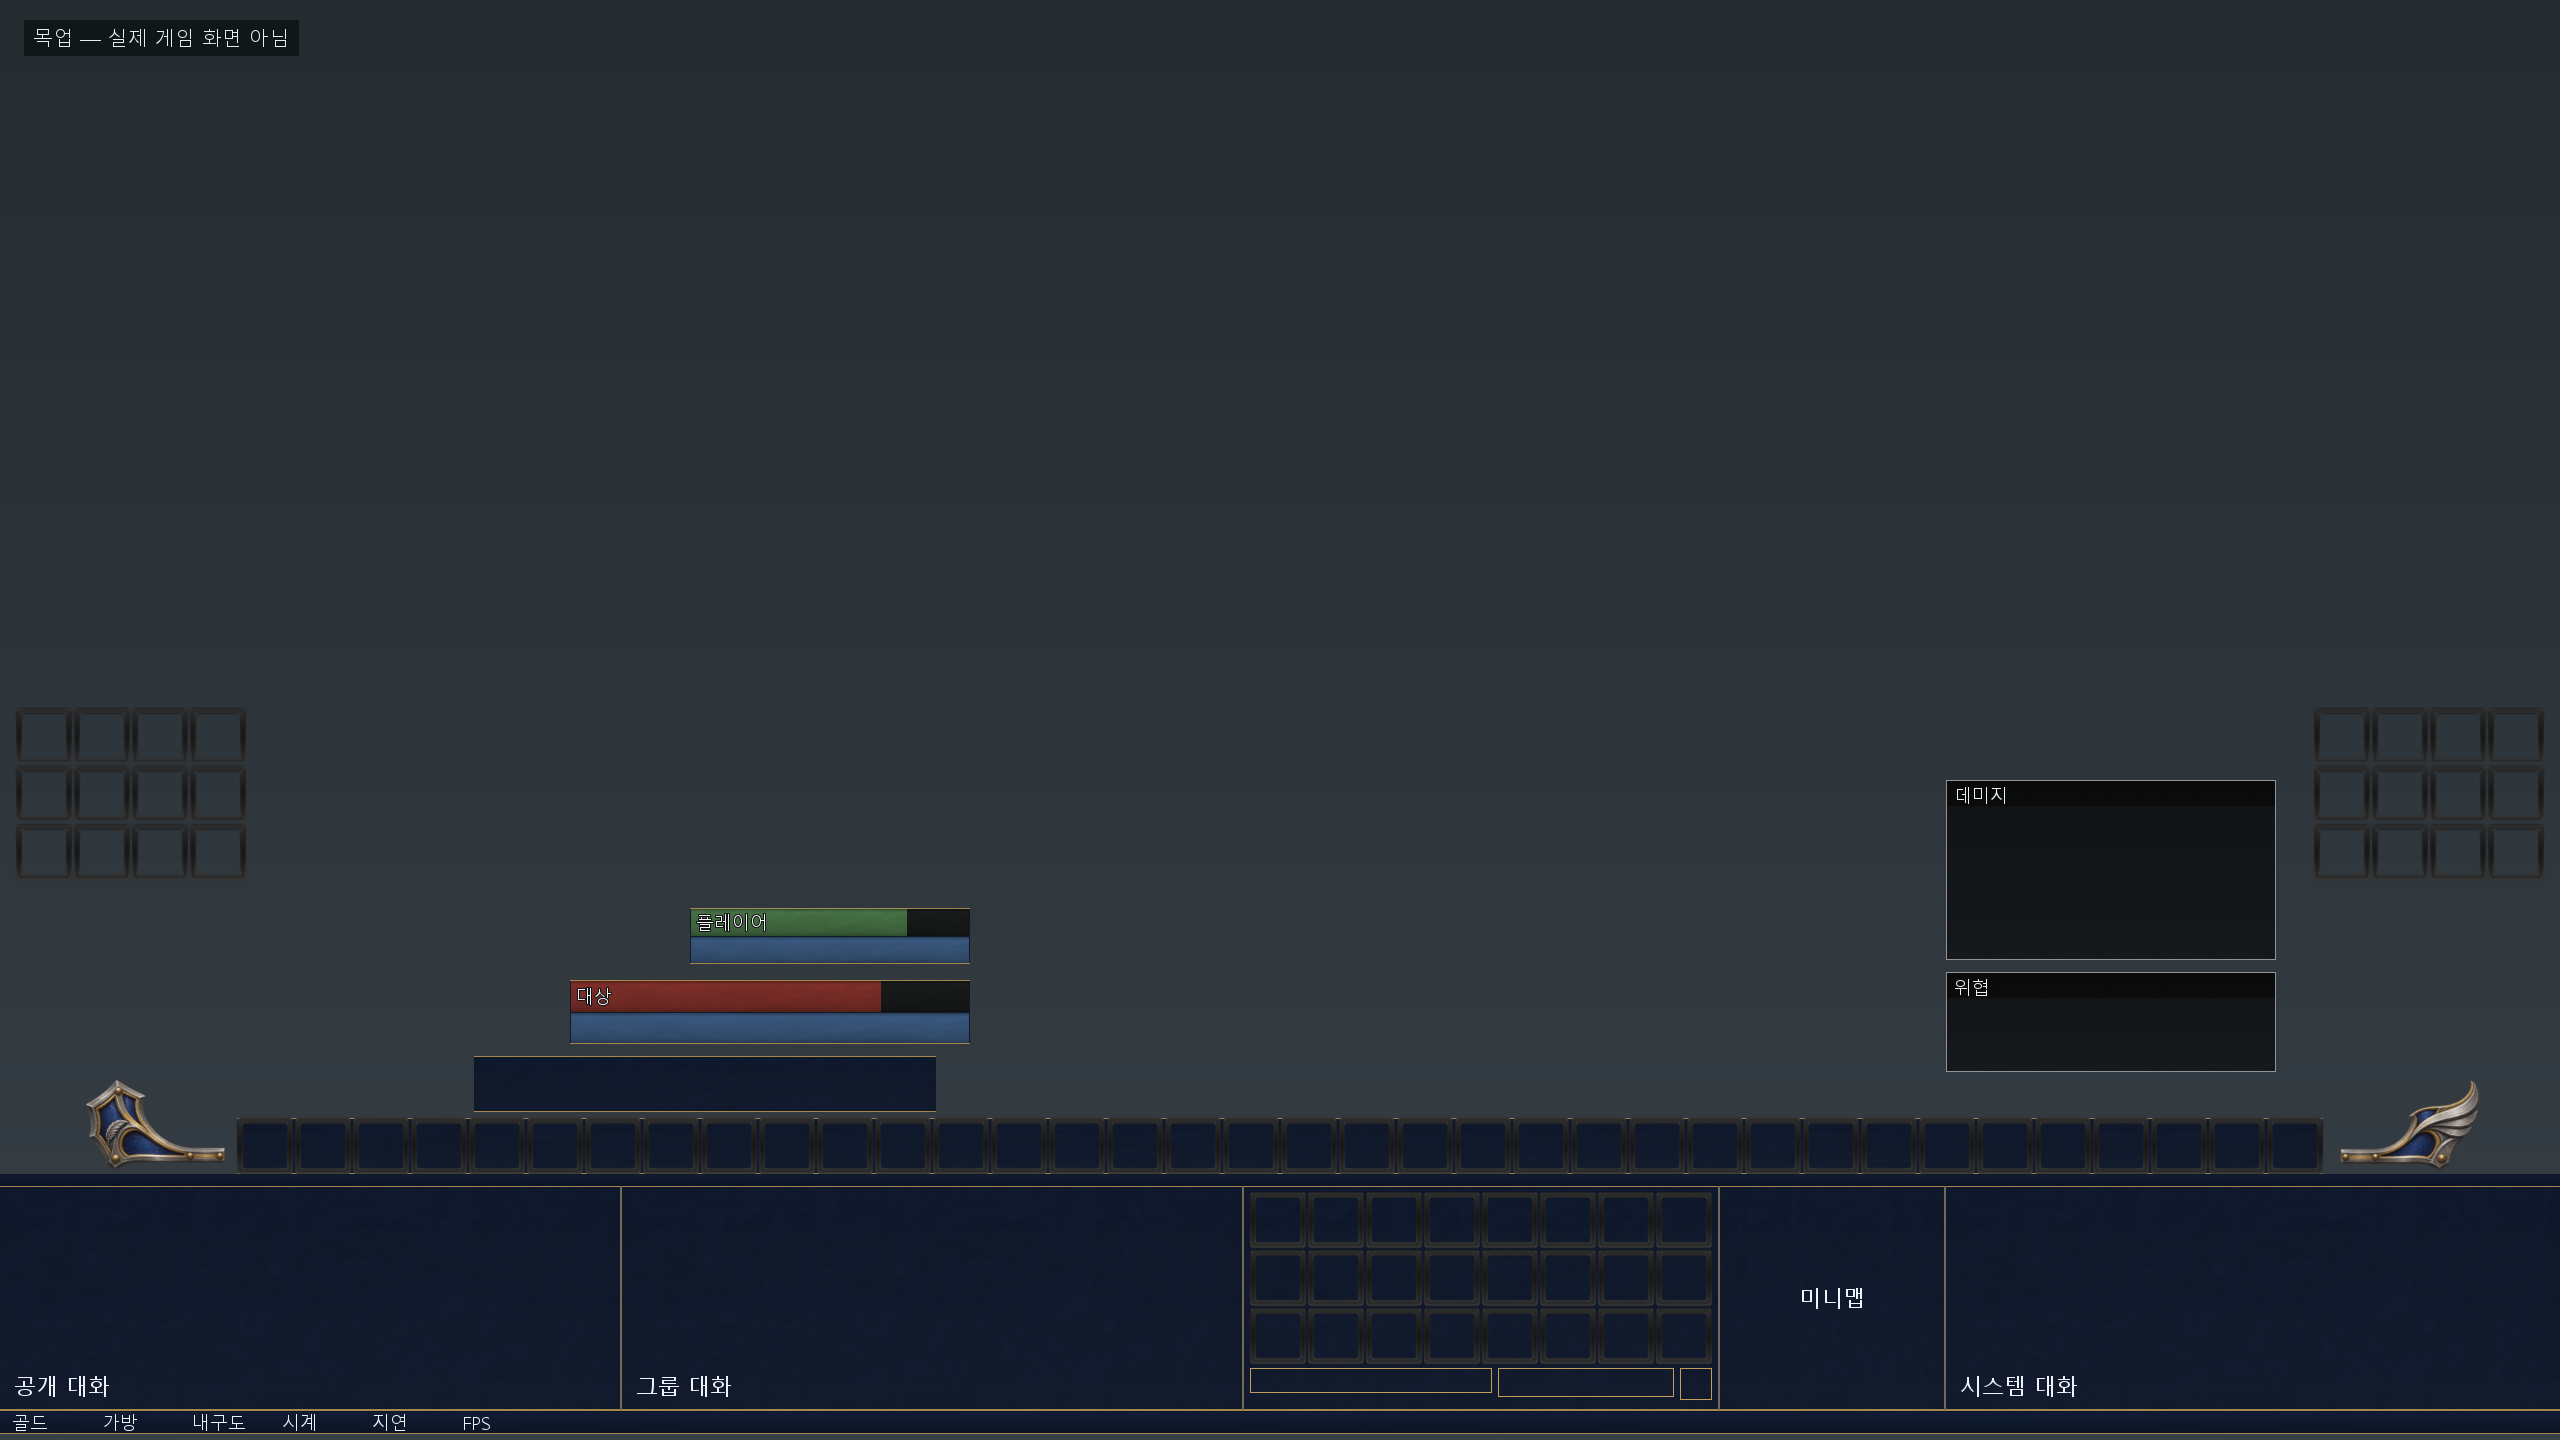 목업 — 실제 게임 화면 아님
데미지
플레이어
위협
대상
미니맵
공개 대화
그룹 대화
시스템 대화
골드
가방
내구도
시계
지연
FPS